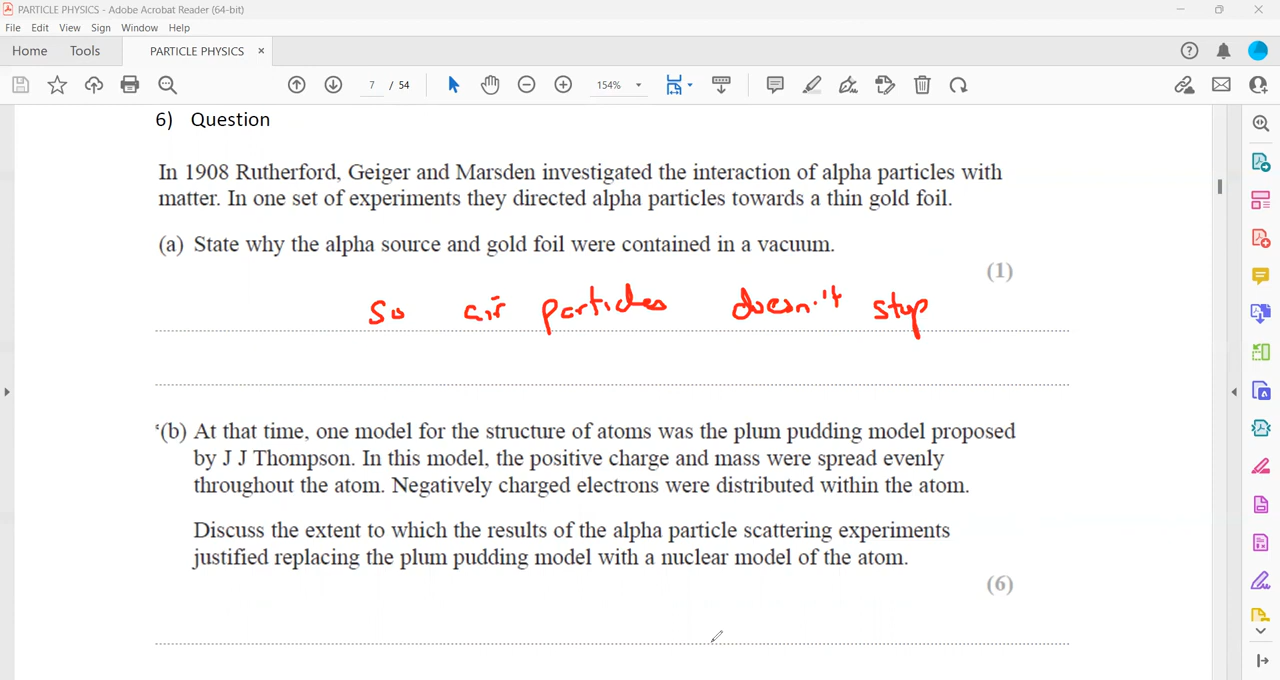 PARTICLE PHYSICS - Adobe Acrobat Reader (64-bit)
File Edit View Sign Window Help
Home Tools PARTICLE PHYSICS ×
7 / 54 154%
6) Question
In 1908 Rutherford, Geiger and Marsden investigated the interaction of alpha particles with
matter. In one set of experiments they directed alpha particles towards a thin gold foil.
(a) State why the alpha source and gold foil were contained in a vacuum.
(1)
so air particles doesn't stop
*(b) At that time, one model for the structure of atoms was the plum pudding model proposed
by J J Thompson. In this model, the positive charge and mass were spread evenly
throughout the atom. Negatively charged electrons were distributed within the atom.
Discuss the extent to which the results of the alpha particle scattering experiments
justified replacing the plum pudding model with a nuclear model of the atom.
(6)